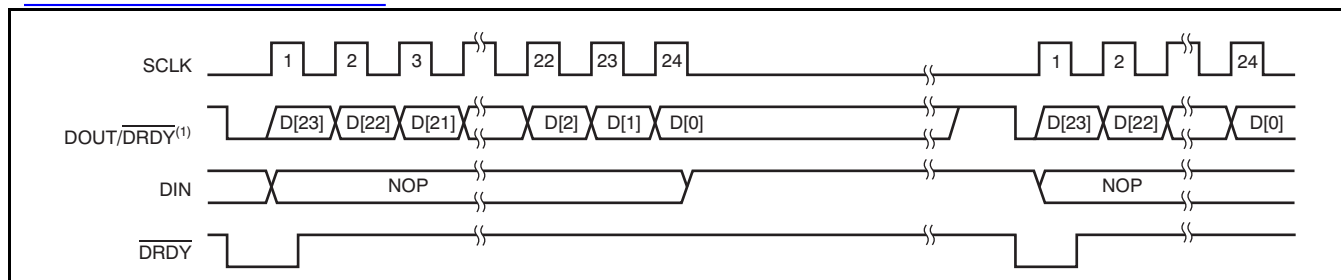 SCLK 1 2 3 22 23 24 1 2 24
DOUT/DRDY(1) D[23] D[22] D[21] D[2] D[1] D[0] D[23] D[22] D[0]
DIN NOP NOP
DRDY